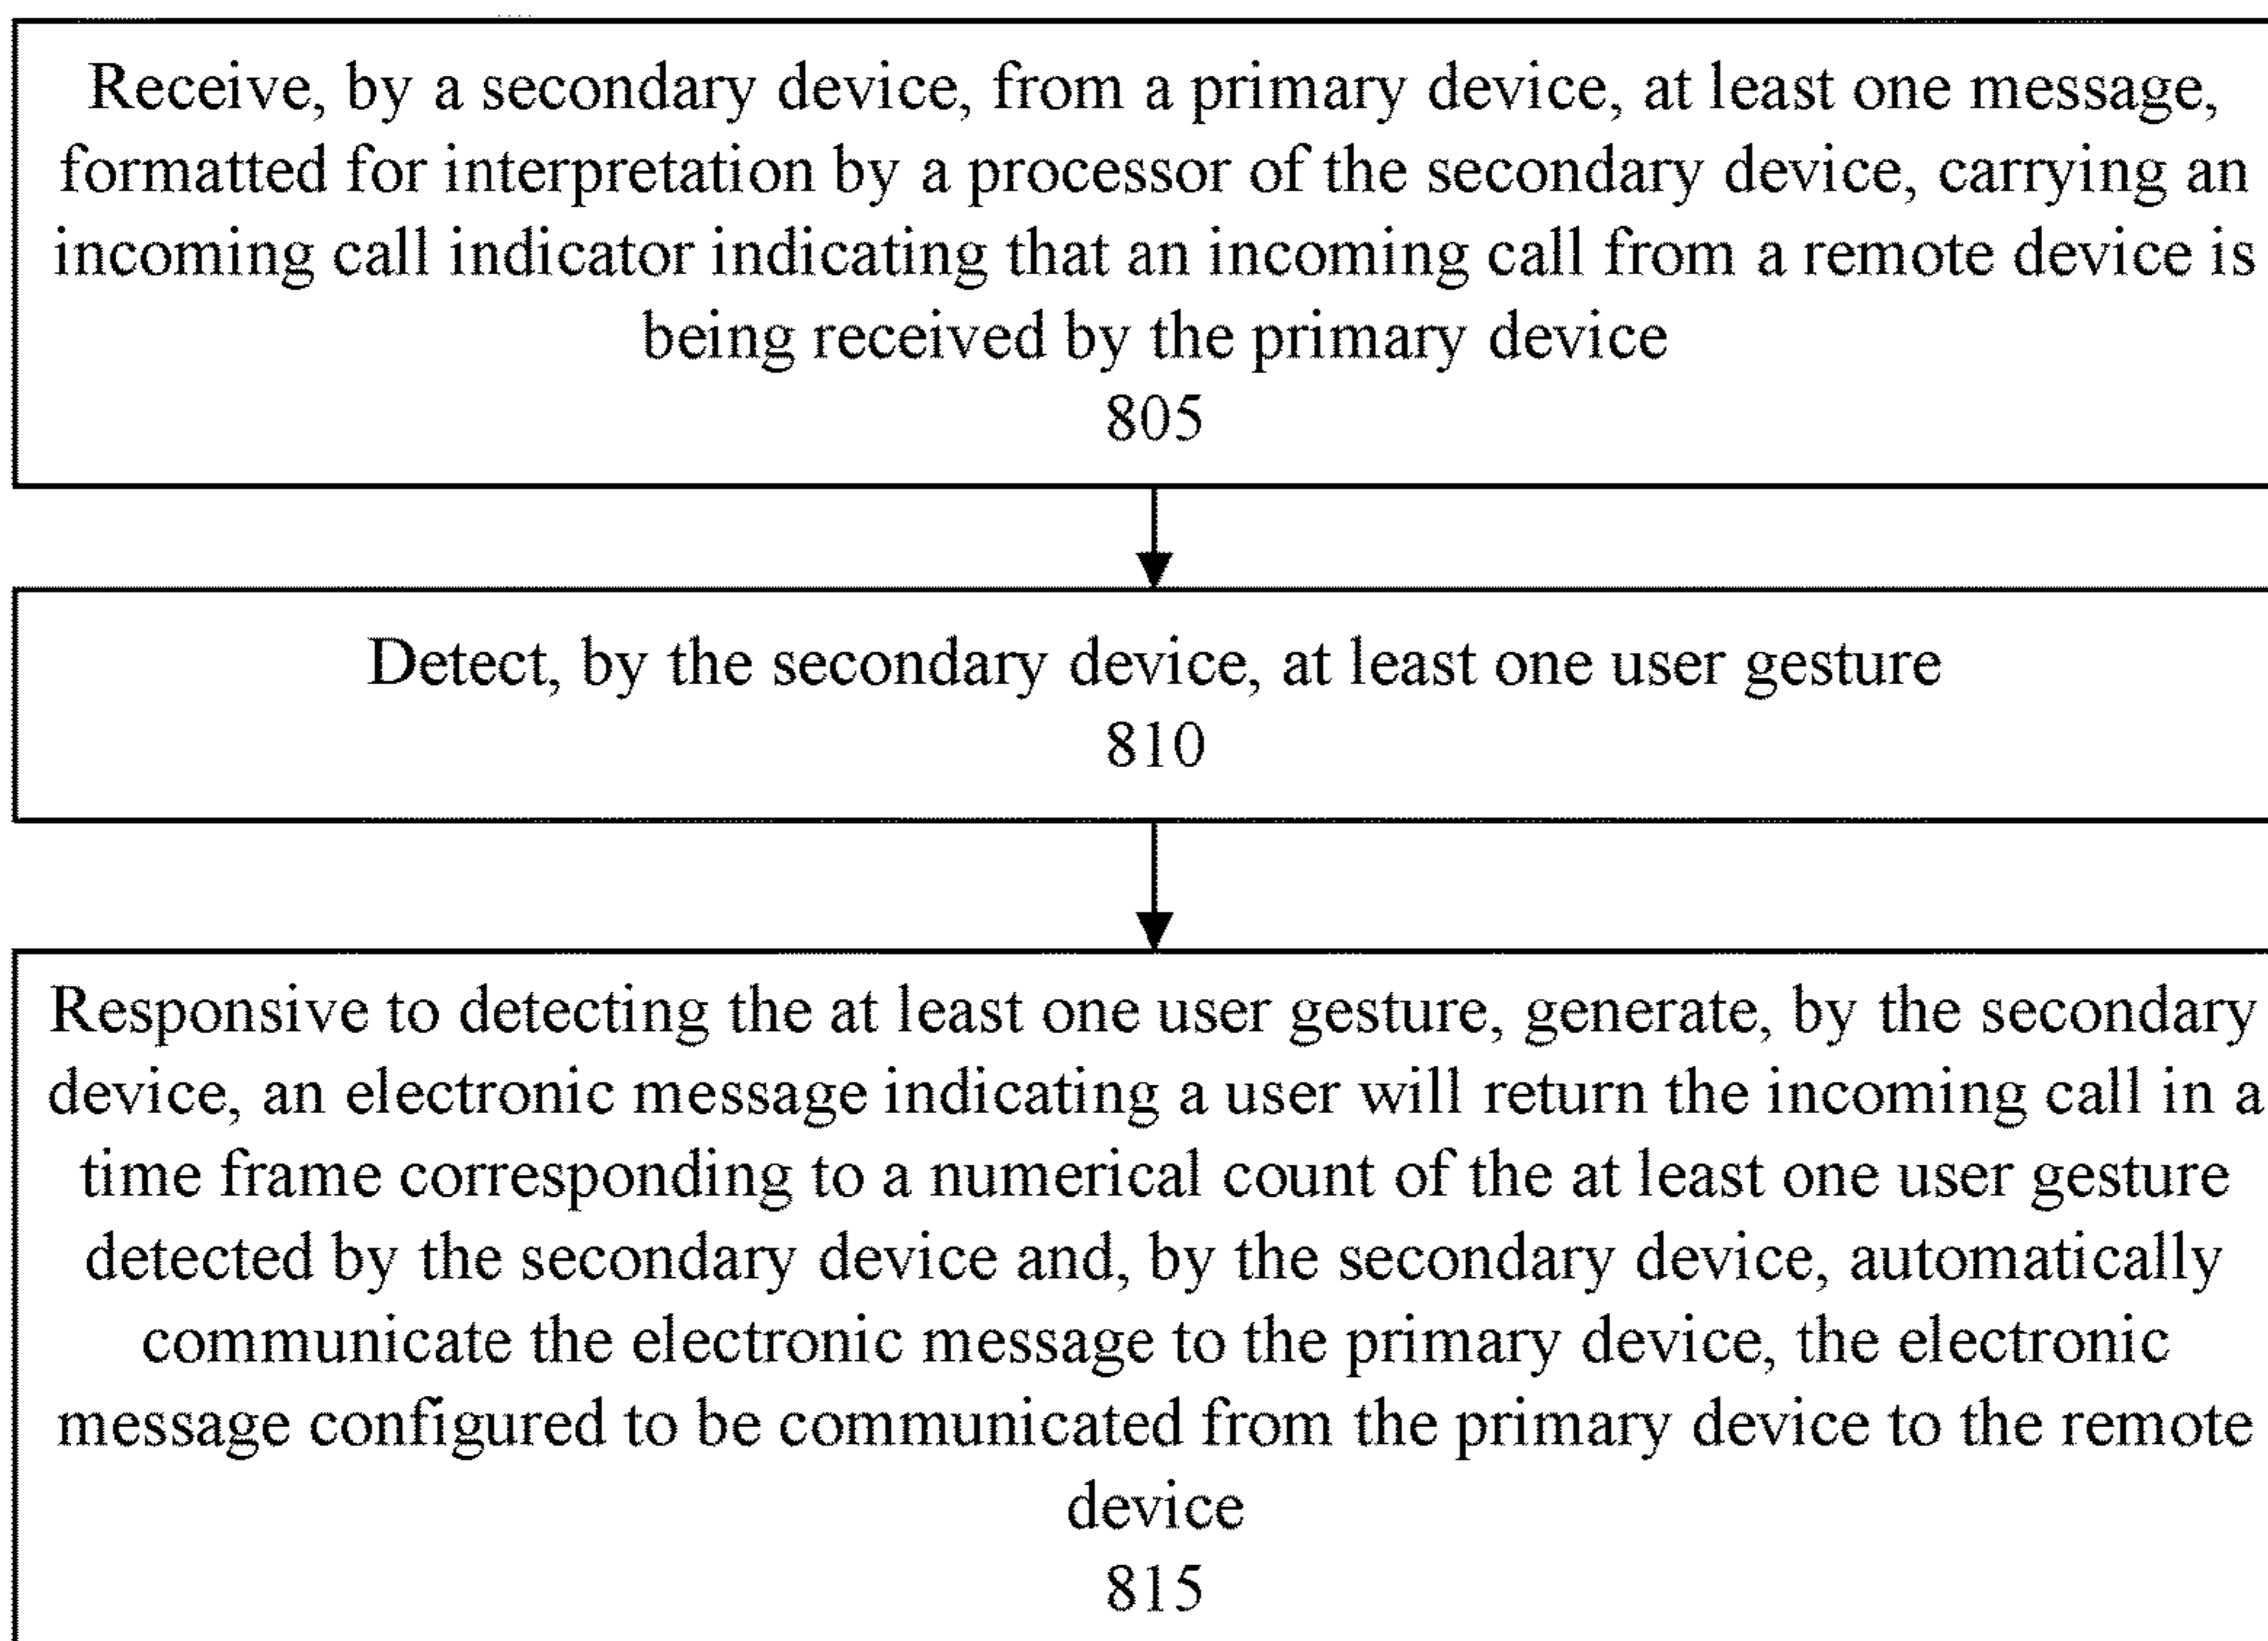 Receive, by a secondary device, from a primary device, at least one message,
formatted for interpretation by a processor of the secondary device, carrying an
incoming call indicator indicating that an incoming call from a remote device is
being received by the primary device
805
Detect, by the secondary device, at least one user gesture
810
Responsive to detecting the at least one user gesture, generate, by the secondary
device, an electronic message indicating a user will return the incoming call in a
time frame corresponding to a numerical count of the at least one user gesture
detected by the secondary device and, by the secondary device, automatically
communicate the electronic message to the primary device, the electronic
message configured to be communicated from the primary device to the remote
device
815